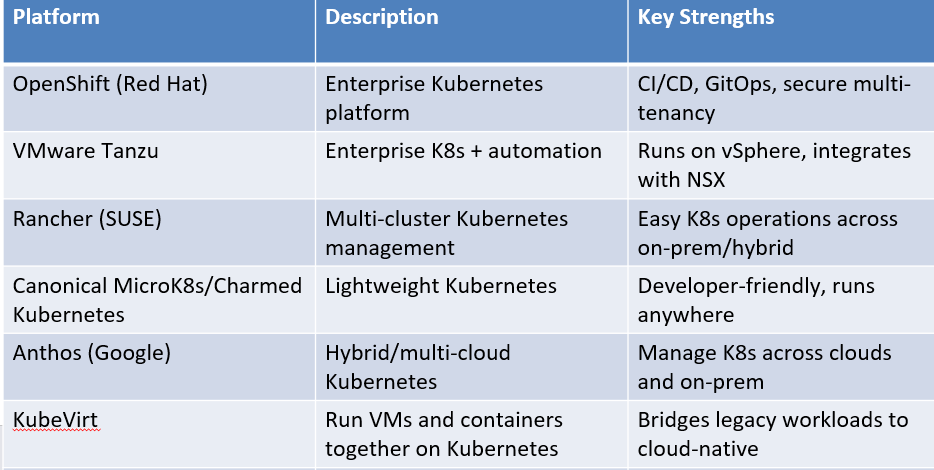 Platform
Description
Key Strengths
OpenShift (Red Hat)
Enterprise Kubernetes
platform
CI/CD, GitOps, secure multi-
tenancy
VMware Tanzu
Enterprise K8s + automation
Runs on vSphere, integrates
with NSX
Rancher (SUSE)
Multi-cluster Kubernetes
management
Easy K8s operations across
on-prem/hybrid
Canonical MicroK8s/Charmed
Kubernetes
Lightweight Kubernetes
Developer-friendly, runs
anywhere
Anthos (Google)
Hybrid/multi-cloud
Kubernetes
Manage K8s across clouds
and on-prem
KubeVirt
Run VMs and containers
together on Kubernetes
Bridges legacy workloads to
cloud-native